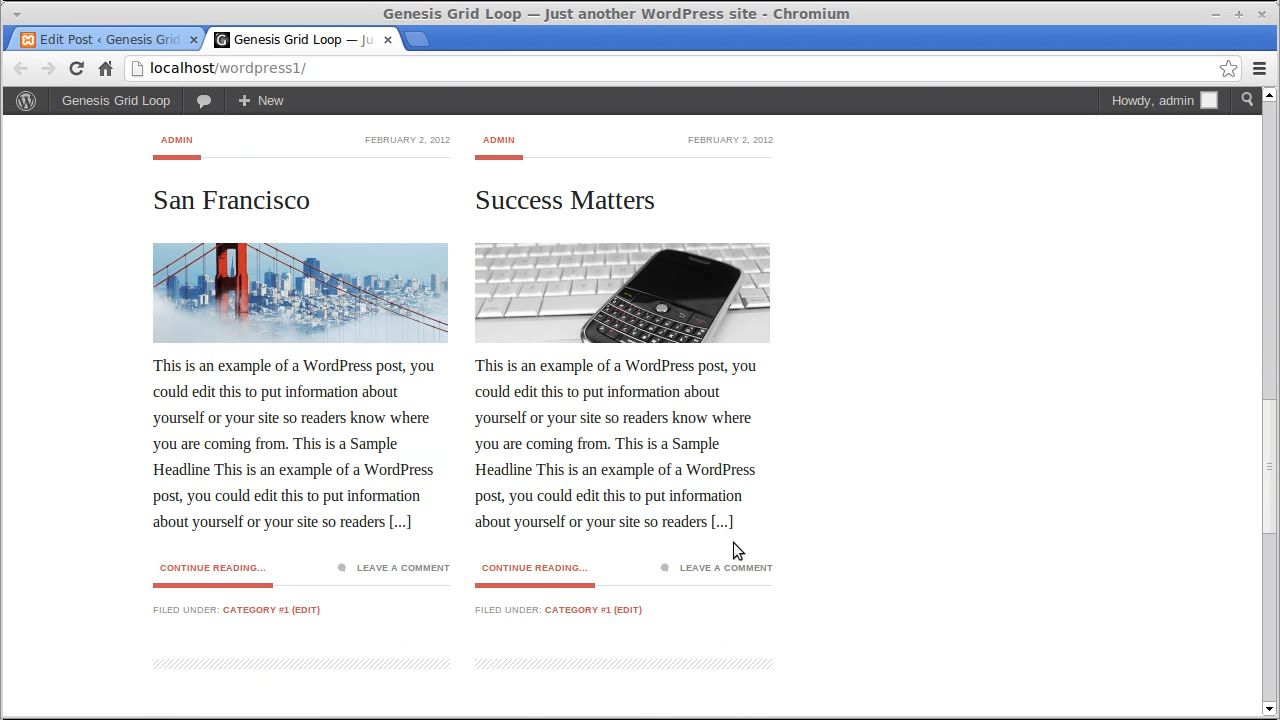 Genesis Grid Loop — Just another WordPress site - Chromium
Edit Post ‹ Genesis Grid
Genesis Grid Loop — Ju
localhost/wordpress1/
Genesis Grid Loop
New
Howdy, admin
ADMIN
FEBRUARY 2, 2012
San Francisco
This is an example of a WordPress post, you
could edit this to put information about
yourself or your site so readers know where
you are coming from. This is a Sample
Headline This is an example of a WordPress
post, you could edit this to put information
about yourself or your site so readers [...]
CONTINUE READING...
LEAVE A COMMENT
FILED UNDER: CATEGORY #1 (EDIT)
ADMIN
FEBRUARY 2, 2012
Success Matters
This is an example of a WordPress post, you
could edit this to put information about
yourself or your site so readers know where
you are coming from. This is a Sample
Headline This is an example of a WordPress
post, you could edit this to put information
about yourself or your site so readers [...]
CONTINUE READING...
LEAVE A COMMENT
FILED UNDER: CATEGORY #1 (EDIT)